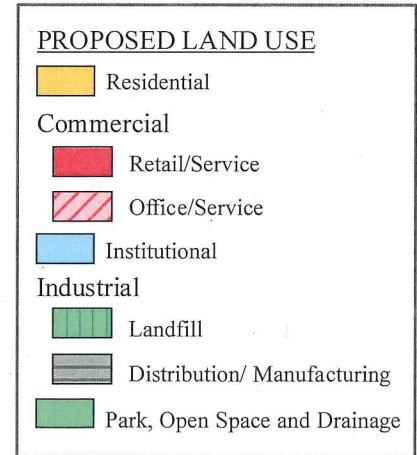 PROPOSED LAND USE
Residential
Commercial
Retail/Service
Office/Service
Institutional
Industrial
Landfill
Distribution/ Manufacturing
Park, Open Space and Drainage